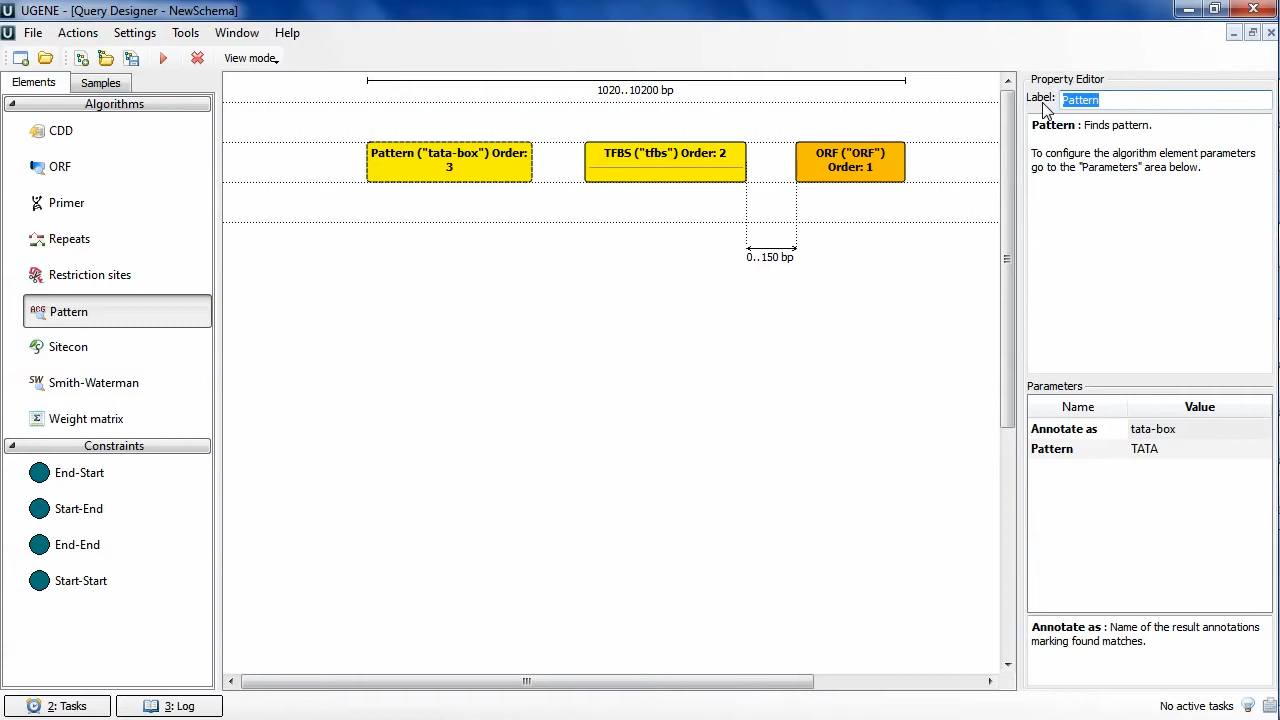 UGENE - [Query Designer - NewSchema]
File Actions Settings Tools Window Help
View mode
Elements Samples
Algorithms
CDD
ORF
Primer
Repeats
Restriction sites
ACG Pattern
Sitecon
SW Smith-Waterman
Σ Weight matrix
Constraints
End-Start
Start-End
End-End
Start-Start
1020..10200 bp
Pattern ("tata-box") Order:
3
TFBS ("tfbs") Order: 2
ORF ("ORF")
Order: 1
0..150 bp
Property Editor
Label: Pattern
Pattern : Finds pattern.
To configure the algorithm element parameters
go to the "Parameters" area below.
Parameters
Name Value
Annotate as tata-box
Pattern TATA
Annotate as : Name of the result annotations
marking found matches.
2: Tasks 3: Log No active tasks